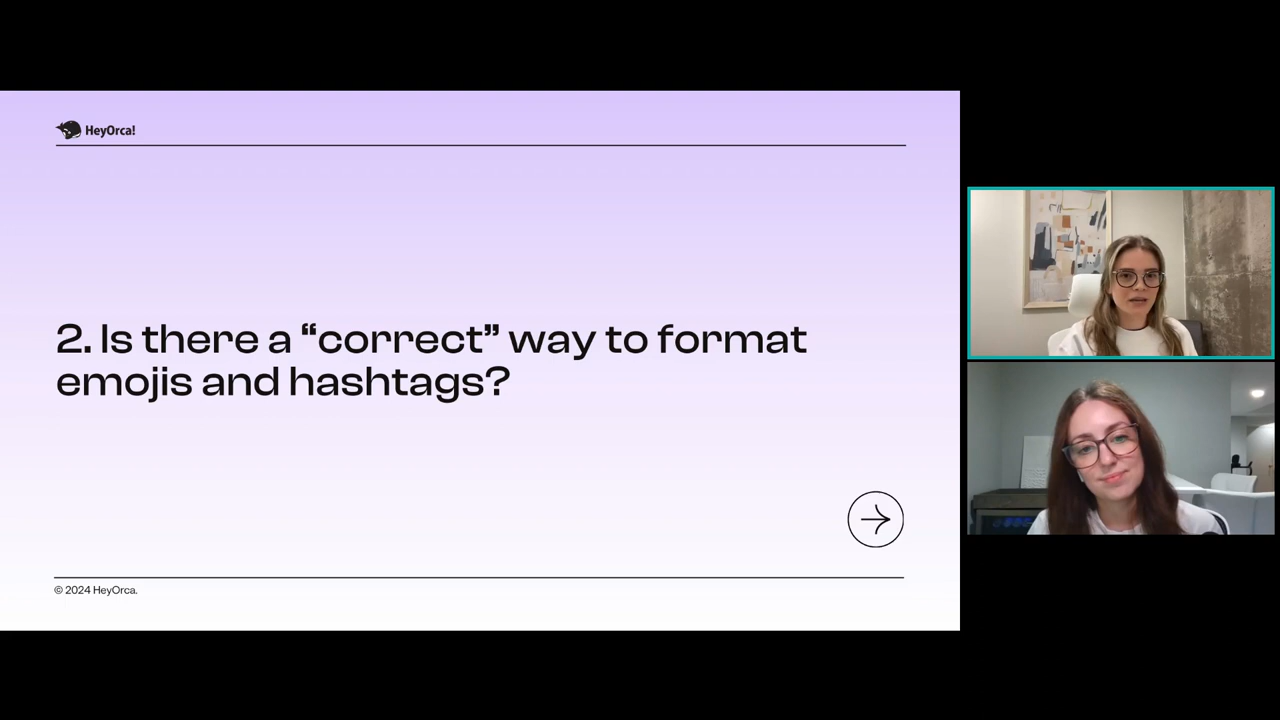 HeyOrca!
2. Is there a “correct” way to format
emojis and hashtags?
© 2024 HeyOrca.